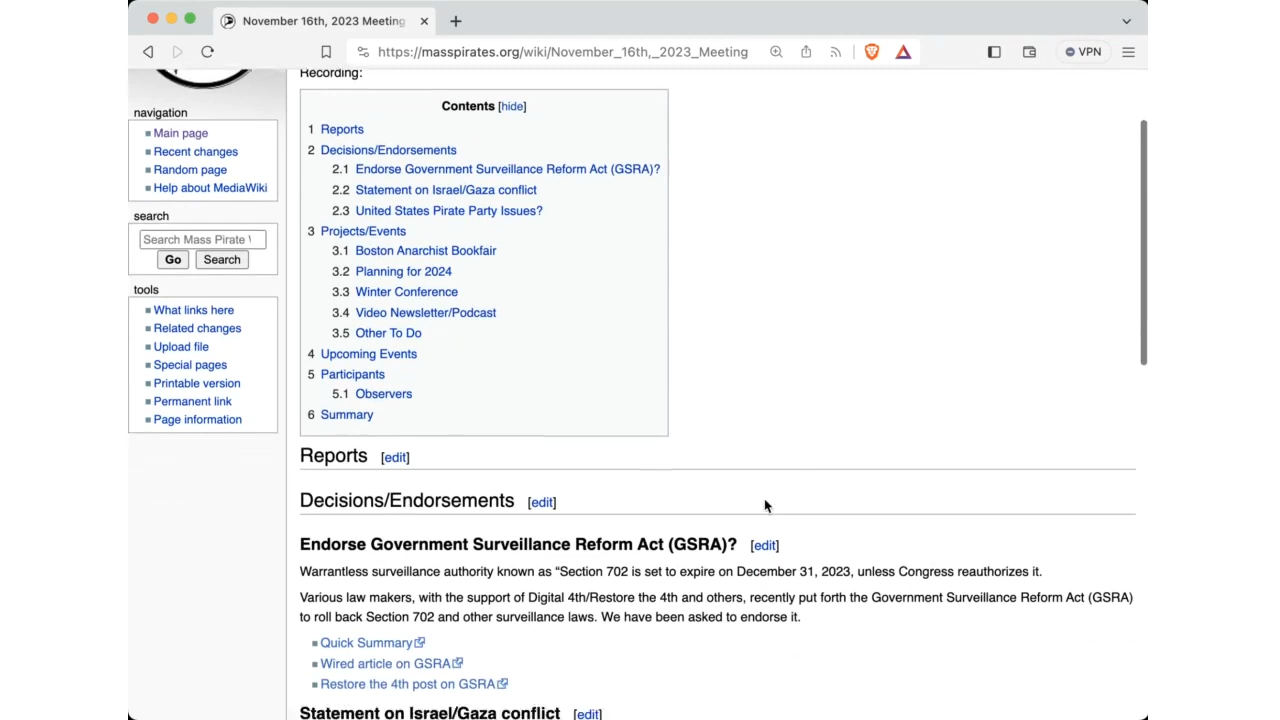 November 16th, 2023 Meeting
https://masspirates.org/wiki/November_16th,_2023_Meeting
VPN
Recording:
navigation
Main page
Recent changes
Random page
Help about MediaWiki
search
Search Mass Pirate
Go Search
tools
What links here
Related changes
Upload file
Special pages
Printable version
Permanent link
Page information
Contents [hide]
1 Reports
2 Decisions/Endorsements
2.1 Endorse Government Surveillance Reform Act (GSRA)?
2.2 Statement on Israel/Gaza conflict
2.3 United States Pirate Party Issues?
3 Projects/Events
3.1 Boston Anarchist Bookfair
3.2 Planning for 2024
3.3 Winter Conference
3.4 Video Newsletter/Podcast
3.5 Other To Do
4 Upcoming Events
5 Participants
5.1 Observers
6 Summary
Reports [edit]
Decisions/Endorsements [edit]
Endorse Government Surveillance Reform Act (GSRA)? [edit]
Warrantless surveillance authority known as “Section 702 is set to expire on December 31, 2023, unless Congress reauthorizes it.
Various law makers, with the support of Digital 4th/Restore the 4th and others, recently put forth the Government Surveillance Reform Act (GSRA)
to roll back Section 702 and other surveillance laws. We have been asked to endorse it.
Quick Summary
Wired article on GSRA
Restore the 4th post on GSRA
Statement on Israel/Gaza conflict [edit]